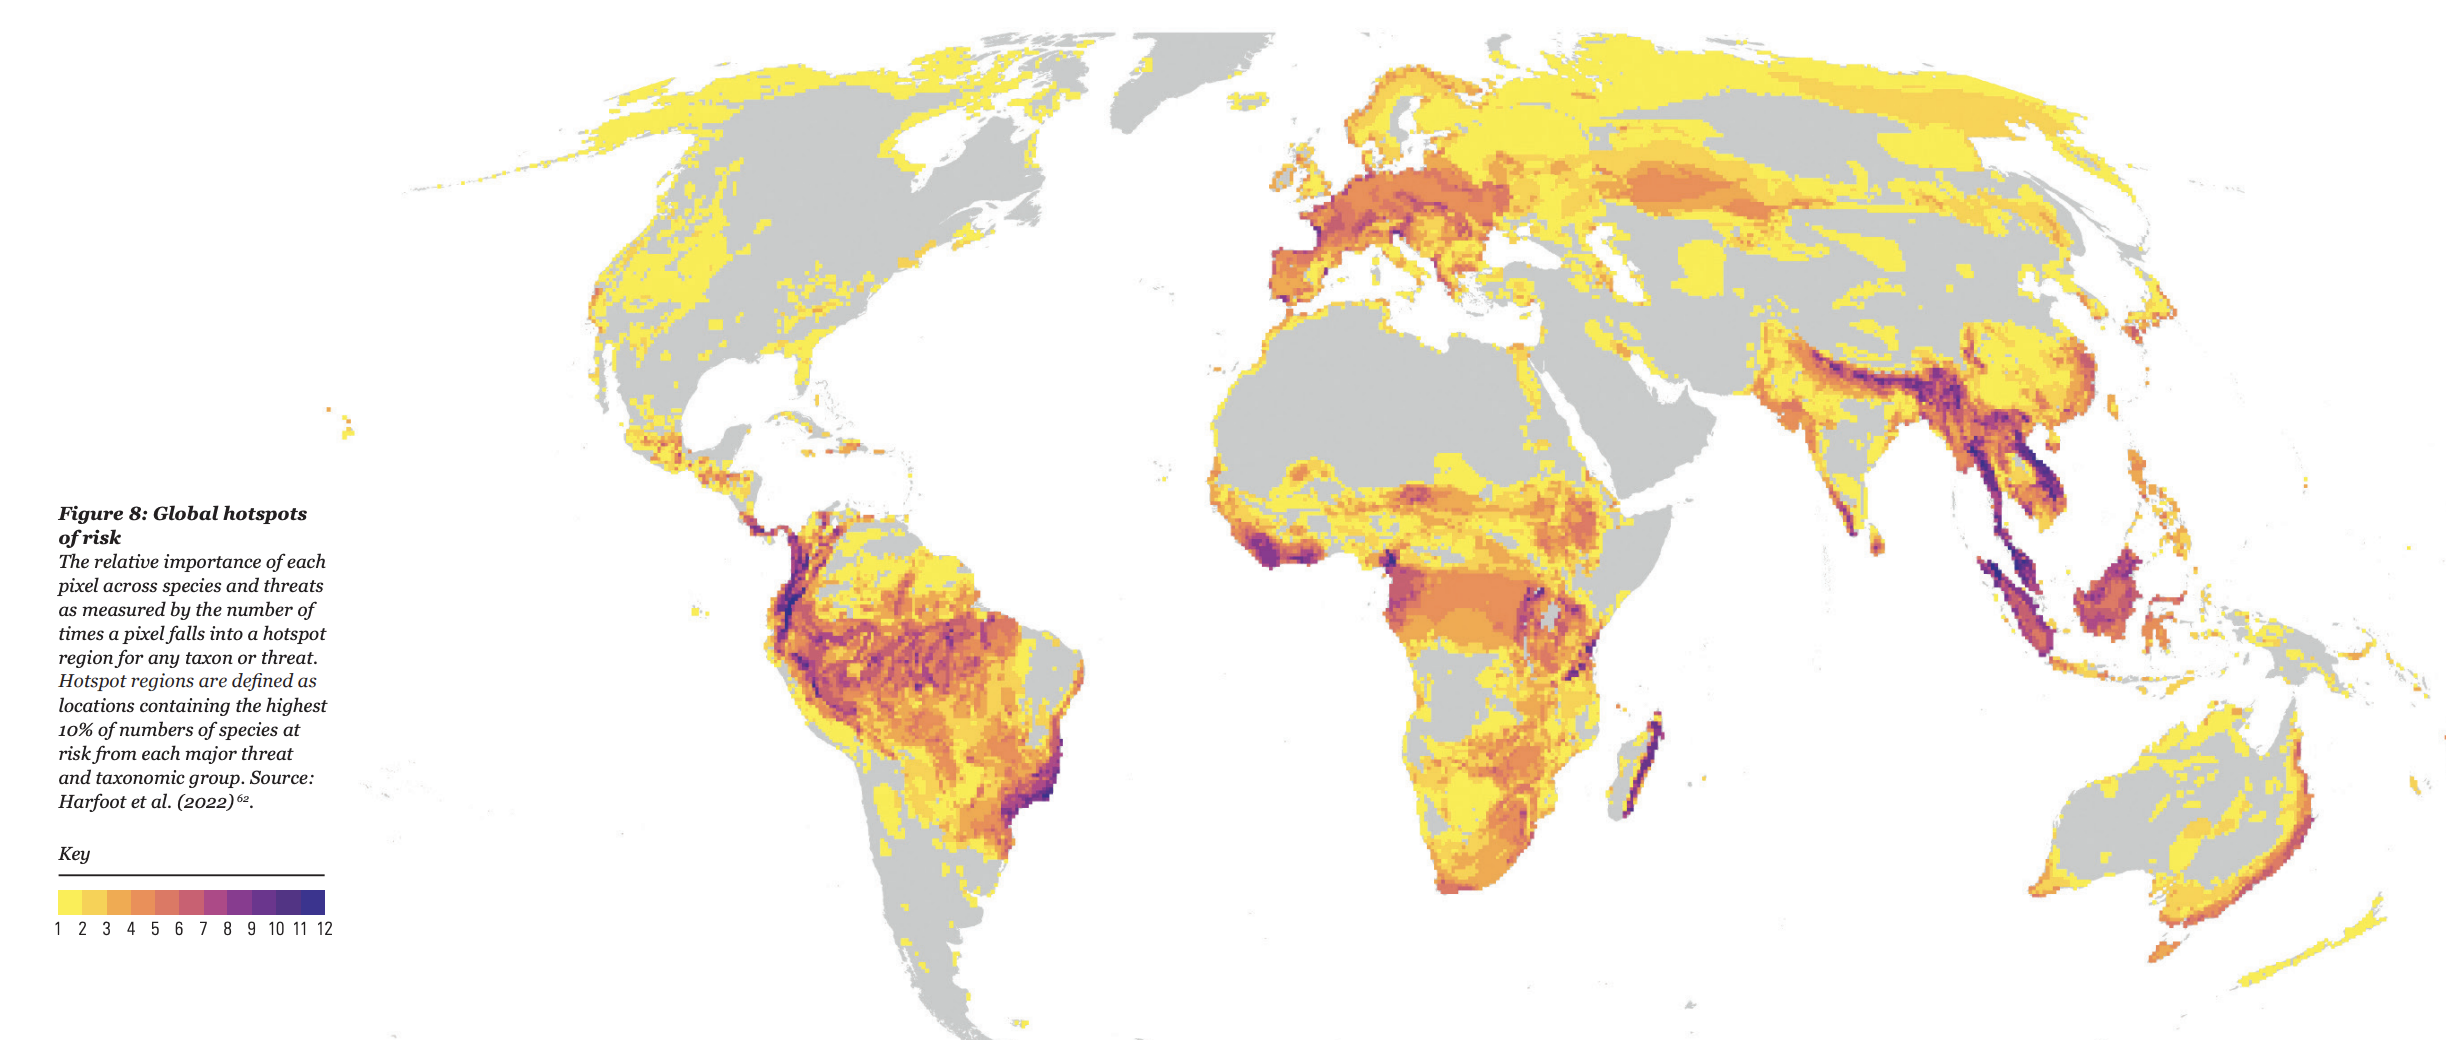 Figure 8: Global hotspots
of risk
The relative importance of each
pixel across species and threats
as measured by the number of
times a pixel falls into a hotspot
region for any taxon or threat.
Hotspot regions are defined as
locations containing the highest
10% of numbers of species at
risk from each major threat
and taxonomic group. Source:
Harfoot et al. (2022)⁶².
Key
1 2 3 4 5 6 7 8 9 10 11 12